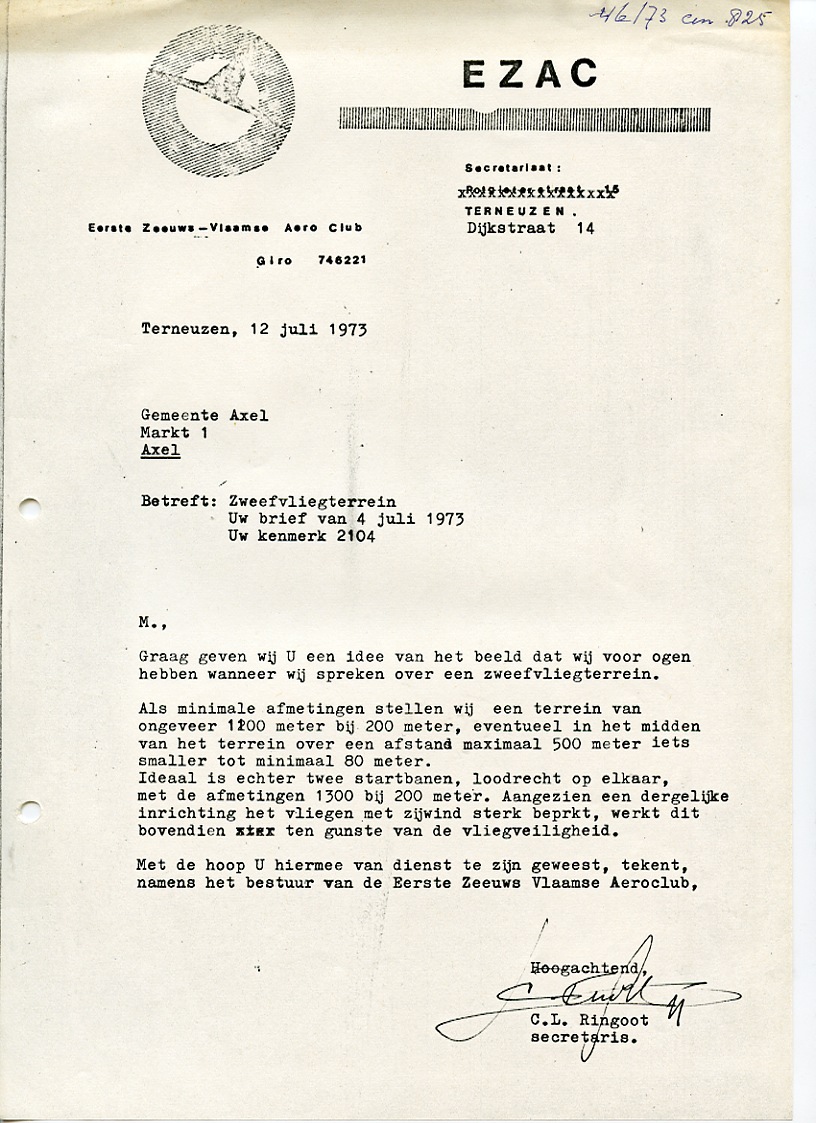 46/73
825
EZAC
Secretariaat:
TERNEUZEN.
Dijkstraat 14
Eerste Zeeuws-Vlaamse Aero Club
Giro 746221
Terneuzen, 12 juli 1973
Gemeente Axel
Markt 1
Axel
Betreft: Zweefvliegterrein
Uw brief van 4 juli 1973
Uw kenmerk 2104
M.,
Graag geven wij U een idee van het beeld dat wij voor ogen
hebben wanneer wij spreken over een zweefvliegterrein.
Als minimale afmetingen stellen wij een terrein van
ongeveer meter bij 200 meter, eventueel in het midden
van het terrein over een afstand maximaal 500 meter iets
smaller tot minimaal 80 meter.
Ideaal is echter twee startbanen, loodrecht op elkaar,
met de afmetingen 1300 bij 200 meter. Aangezien een dergelijke
inrichting het vliegen met zijwind sterk beprkt, werkt dit
bovendien ten gunste van de vliegveiligheid.
Met de hoop U hiermee van dienst te zijn geweest, tekent,
namens het bestuur van de Eerste Zeeuws Vlaamse Aeroclub,
Hoogachtend,
C.L. Ringoot
secretaris.